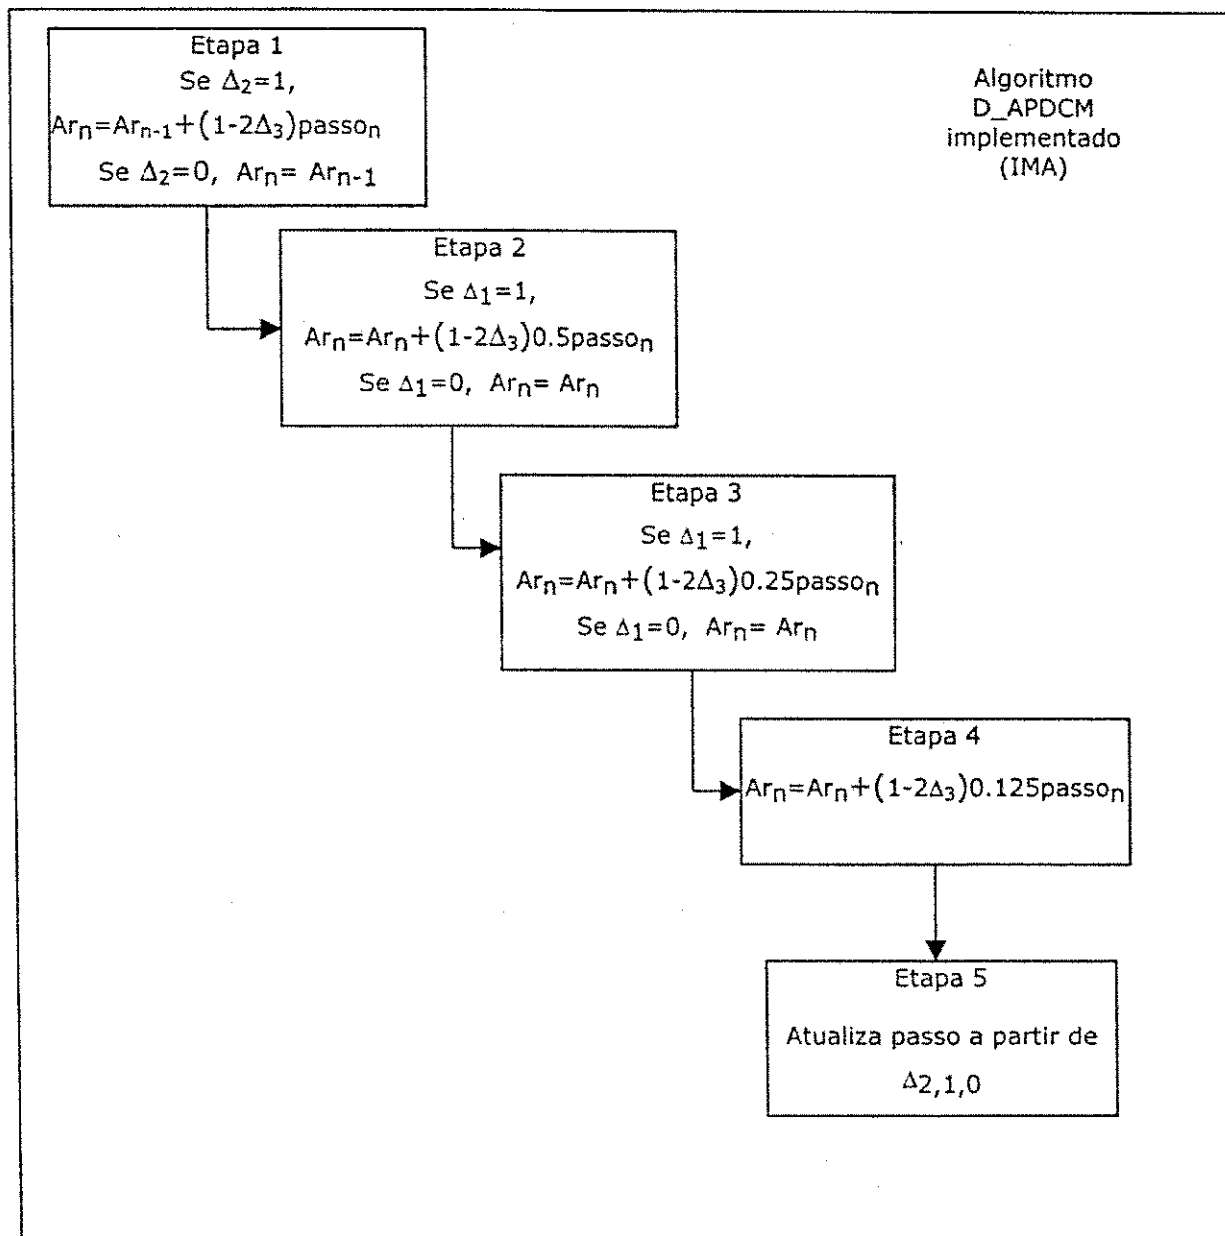 Etapa 1
Se Δ₂=1,
Arₙ=Arₙ₋₁+(1-2Δ₃)passoₙ
Se Δ₂=0, Arₙ= Arₙ₋₁
Algoritmo
D_APDCM
implementado
(IMA)
Etapa 2
Se Δ₁=1,
Arₙ=Arₙ+(1-2Δ₃)0.5passoₙ
Se Δ₁=0, Arₙ= Arₙ
Etapa 3
Se Δ₁=1,
Arₙ=Arₙ+(1-2Δ₃)0.25passoₙ
Se Δ₁=0, Arₙ= Arₙ
Etapa 4
Arₙ=Arₙ+(1-2Δ₃)0.125passoₙ
Etapa 5
Atualiza passo a partir de
Δ₂,₁,₀